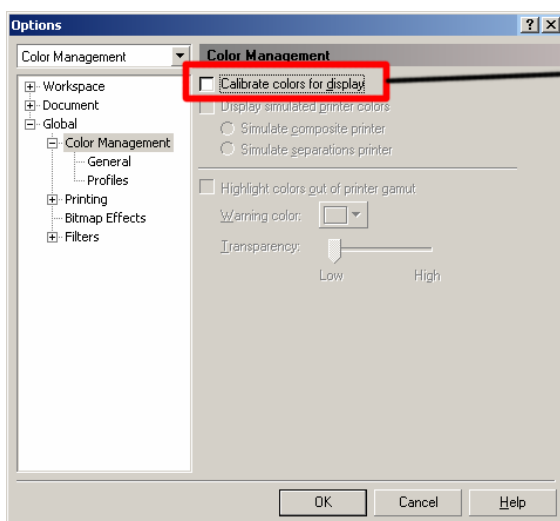 Options
Color Management
Color Management
Workspace
Document
Global
Color Management
General
Profiles
Printing
Bitmap Effects
Filters
Calibrate colors for display
Display simulated printer colors
Simulate composite printer
Simulate separations printer
Highlight colors out of printer gamut
Warning color:
Transparency:
Low High
OK Cancel Help